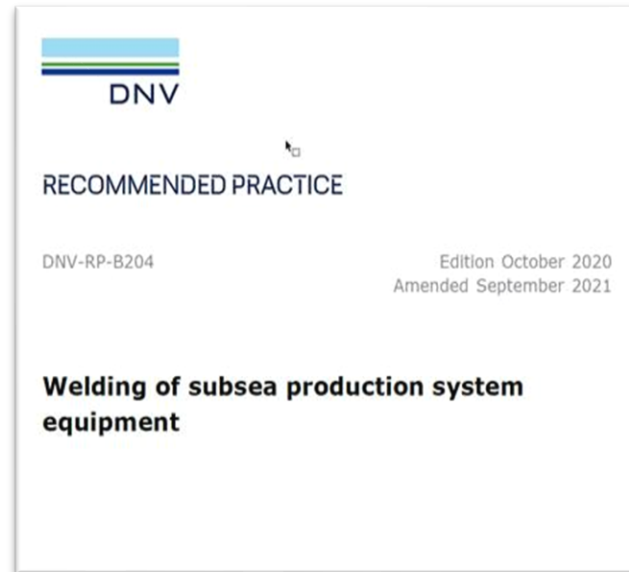 DNV
RECOMMENDED PRACTICE
DNV-RP-B204
Edition October 2020
Amended September 2021
Welding of subsea production system
equipment